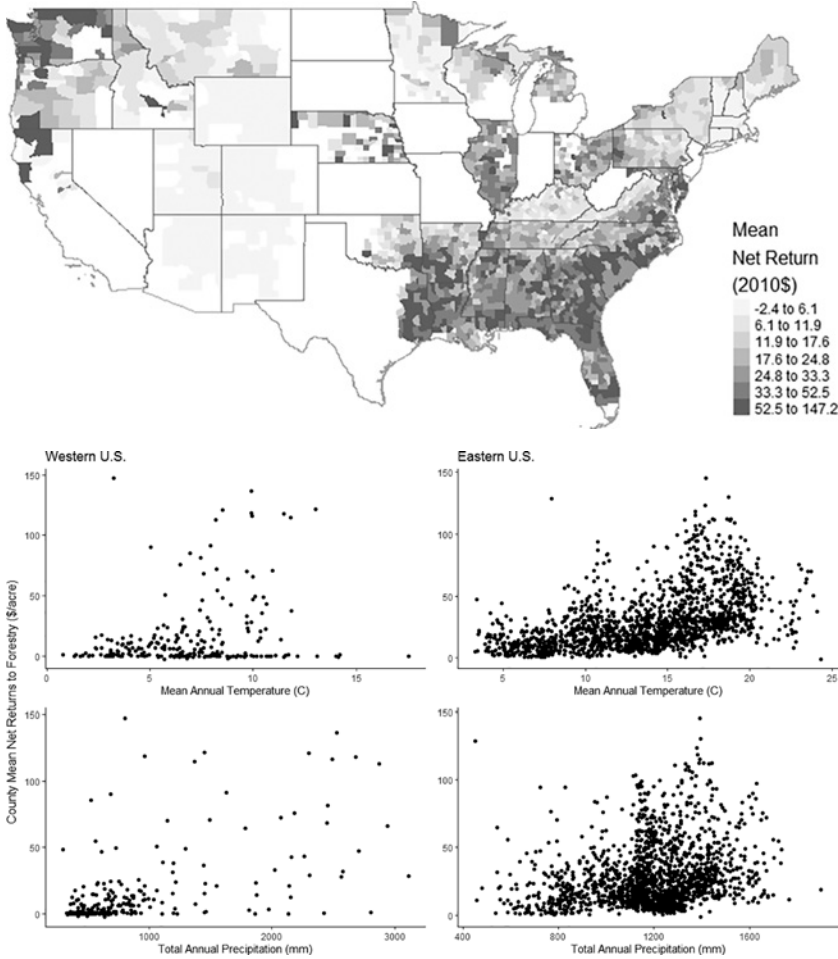 Mean
Net Return
(2010$)
-2.4 to 6.1
6.1 to 11.9
11.9 to 17.6
17.6 to 24.8
24.8 to 33.3
33.3 to 52.5
52.5 to 147.2
Western U.S.
Eastern U.S.
County Mean Net Returns to Forestry ($/acre)
150
100
50
0
0
5
10
15
Mean Annual Temperature (C)
150
100
50
0
5
10
15
20
25
Mean Annual Temperature (C)
150
100
50
0
1000
2000
3000
Total Annual Precipitation (mm)
150
100
50
0
400
800
1200
1600
Total Annual Precipitation (mm)